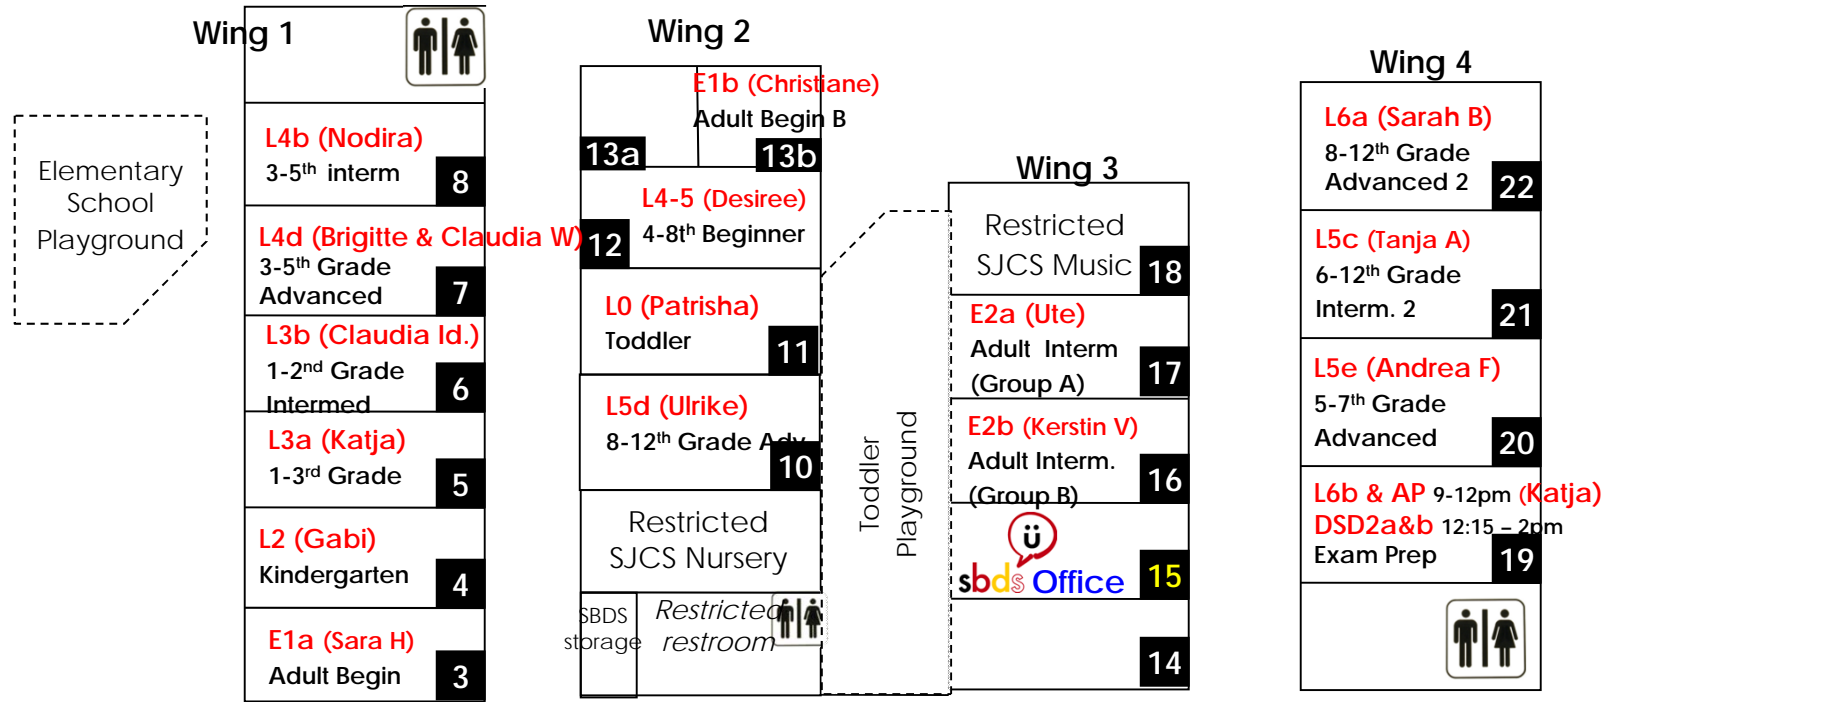 Wing 1
Elementary
School
Playground
L4b (Nodira)
3-5th interm
8
L4d (Brigitte & Claudia W)
3-5th Grade
Advanced
7
L3b (Claudia Id.)
1-2nd Grade
Intermed
6
L3a (Katja)
1-3rd Grade
5
L2 (Gabi)
Kindergarten
4
E1a (Sara H)
Adult Begin
3
Wing 2
13a
E1b (Christiane)
Adult Begin B
13b
L4-5 (Desiree)
4-8th Beginner
12
L0 (Patrisha)
Toddler
11
L5d (Ulrike)
8-12th Grade Adv
10
Restricted
SJCS Nursery
SBDS
storage
Restricted
restroom
Toddler
Playground
Wing 3
Restricted
SJCS Music
18
E2a (Ute)
Adult Interm
(Group A)
17
E2b (Kerstin V)
Adult Interm.
(Group B)
16
ü
sbds Office
15
14
Wing 4
L6a (Sarah B)
8-12th Grade
Advanced 2
22
L5c (Tanja A)
6-12th Grade
Interm. 2
21
L5e (Andrea F)
5-7th Grade
Advanced
20
L6b & AP 9-12pm (Katja)
DSD2a&b 12:15 – 2pm
Exam Prep
19